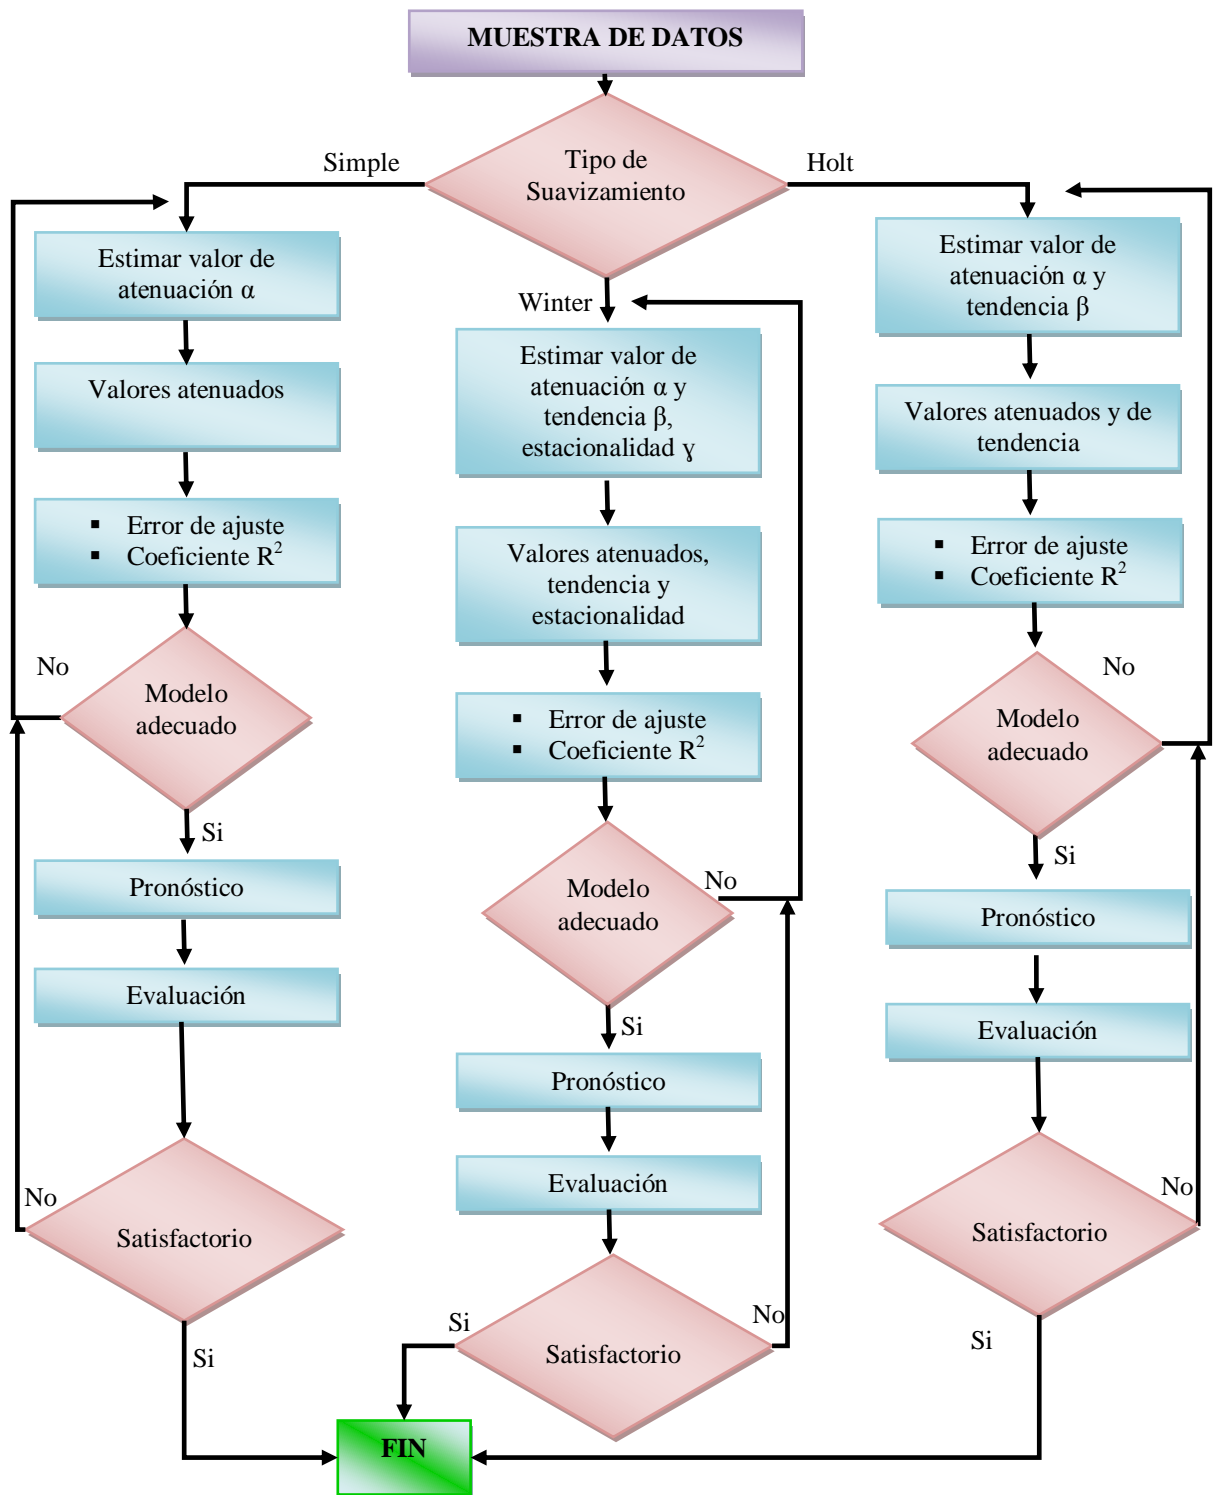 MUESTRA DE DATOS
Tipo de
Suavizamiento
Simple
Estimar valor de
atenuación α
Valores atenuados
▪ Error de ajuste
▪ Coeficiente R²
Modelo
adecuado
No
Si
Pronóstico
Evaluación
Satisfactorio
No
Si
Winter
Estimar valor de
atenuación α y
tendencia β,
estacionalidad ɣ
Valores atenuados,
tendencia y
estacionalidad
▪ Error de ajuste
▪ Coeficiente R²
Modelo
adecuado
No
Si
Pronóstico
Evaluación
Satisfactorio
No
Si
Holt
Estimar valor de
atenuación α y
tendencia β
Valores atenuados y de
tendencia
▪ Error de ajuste
▪ Coeficiente R²
Modelo
adecuado
No
Si
Pronóstico
Evaluación
Satisfactorio
No
Si
FIN